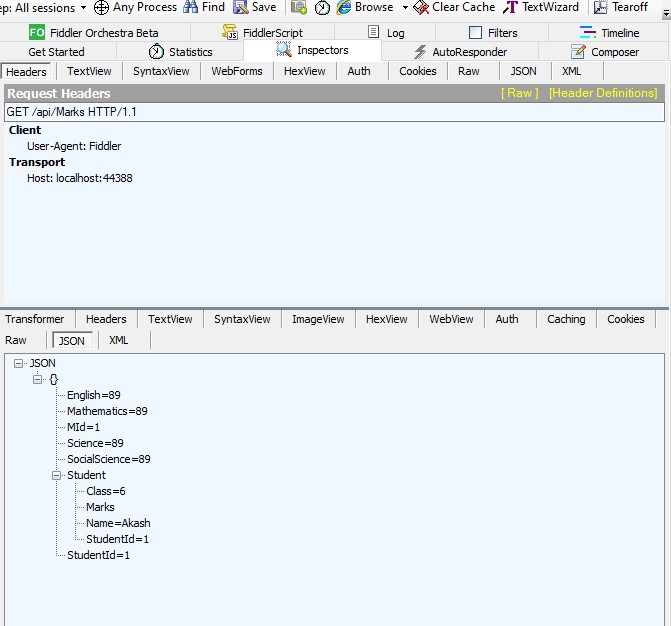 ep: All sessions Any Process Find Save Browse Clear Cache TextWizard Tearoff
FO Fiddler Orchestra Beta JS FiddlerScript Log Filters Timeline
Get Started Statistics Inspectors AutoResponder Composer
Headers TextView SyntaxView WebForms HexView Auth Cookies Raw JSON XML
Request Headers [ Raw ] [Header Definitions]
GET /api/Marks HTTP/1.1
Client
User-Agent: Fiddler
Transport
Host: localhost:44388
Transformer Headers TextView SyntaxView ImageView HexView WebView Auth Caching Cookies
Raw JSON XML
JSON
{}
English=89
Mathematics=89
MId=1
Science=89
SocialScience=89
Student
Class=6
Marks
Name=Akash
StudentId=1
StudentId=1